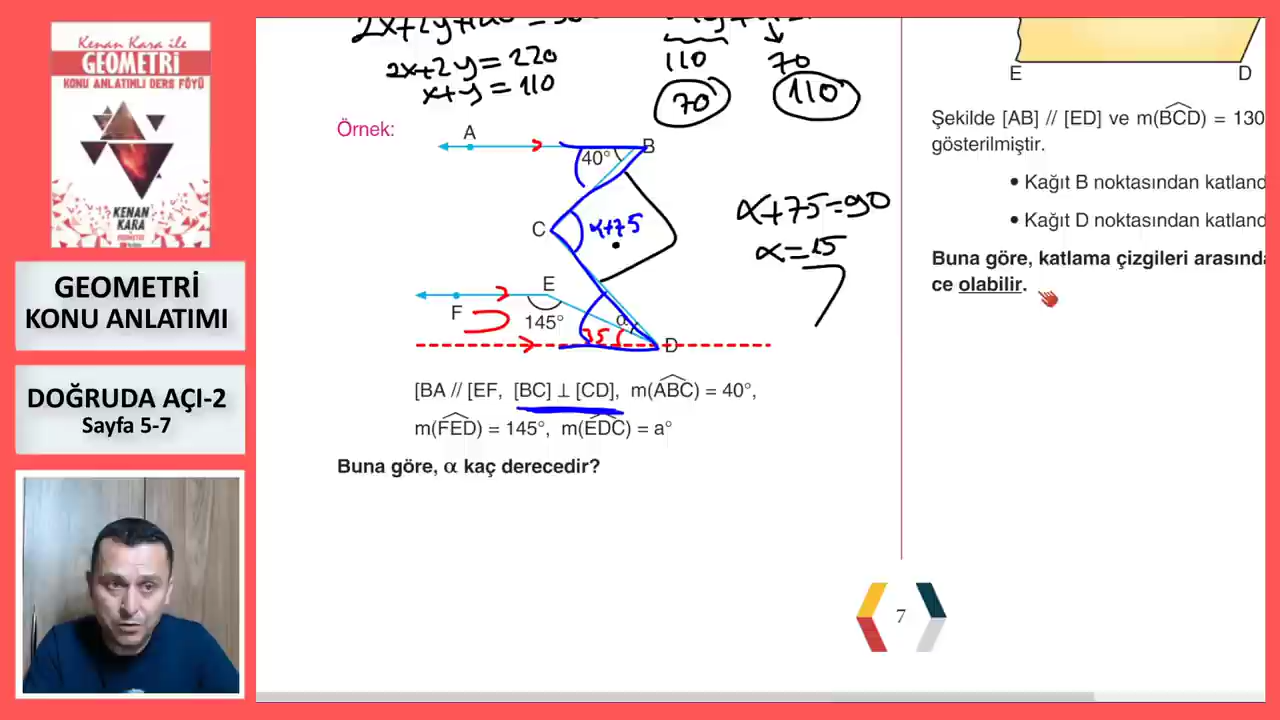 Kenan Kara ile
GEOMETRİ
KONU ANLATIMLI DERS FÖYÜ
KENAN
KARA
GEOMETRİ
KONU ANLATIMI
DOĞRUDA AÇI-2
Sayfa 5-7
2x+2y = 220
x+y = 110
110
70
70°
110°
Örnek:
A
B
40°
C
α+75
E
F
145°
α
35
D
α+75=90
α=15
[BA // [EF, [BC] ⊥ [CD], m(ABC) = 40°,
m(FED) = 145°, m(EDC) = a°
Buna göre, α kaç derecedir?
7
E
D
Şekilde [AB] // [ED] ve m(BCD) = 130
gösterilmiştir.
• Kağıt B noktasından katland
• Kağıt D noktasından katland
Buna göre, katlama çizgileri arasında
ce olabilir.